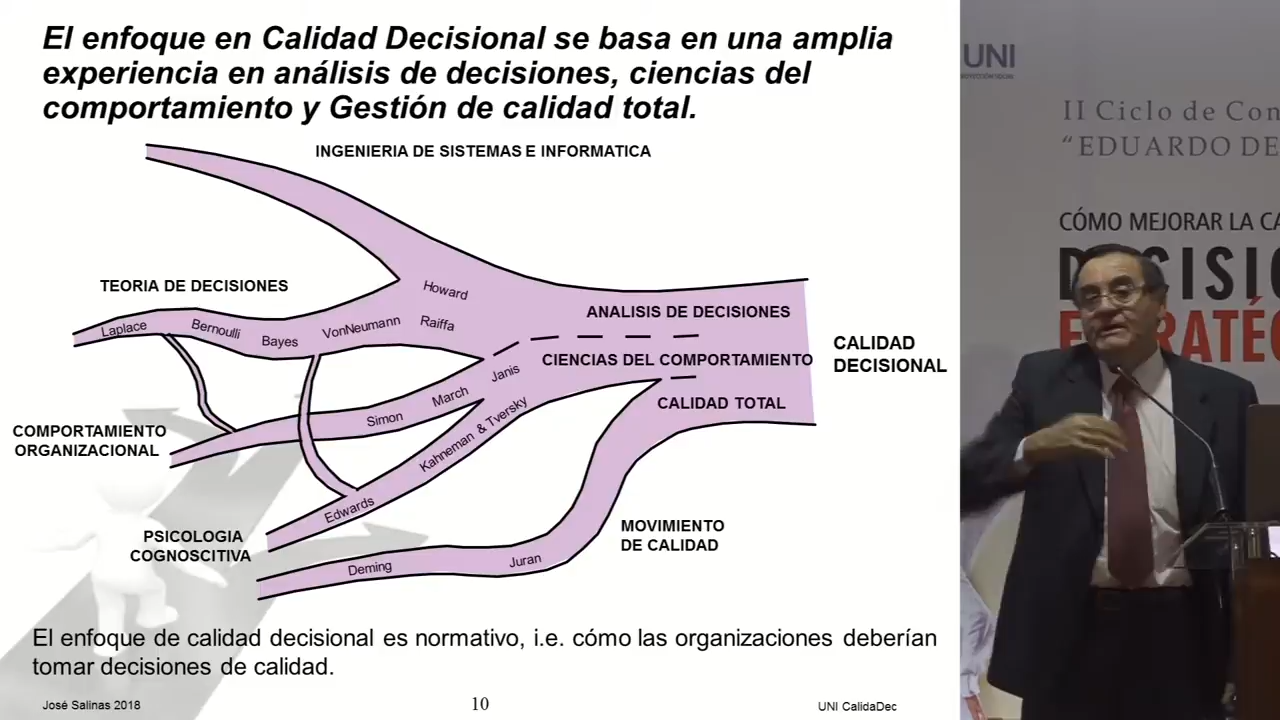 El enfoque en Calidad Decisional se basa en una amplia
experiencia en análisis de decisiones, ciencias del
comportamiento y Gestión de calidad total.
INGENIERIA DE SISTEMAS E INFORMATICA
TEORIA DE DECISIONES
Laplace
Bernoulli
Bayes
VonNeumann
Howard
Raiffa
ANALISIS DE DECISIONES
CIENCIAS DEL COMPORTAMIENTO
CALIDAD TOTAL
CALIDAD
DECISIONAL
COMPORTAMIENTO
ORGANIZACIONAL
Simon
March
Janis
Kahneman & Tversky
Edwards
PSICOLOGIA
COGNOSCITIVA
Deming
Juran
MOVIMIENTO
DE CALIDAD
El enfoque de calidad decisional es normativo, i.e. cómo las organizaciones deberían
tomar decisiones de calidad.
José Salinas 2018
10
UNI CalidaDec
UNI
II Ciclo de Con
“EDUARDO DE
CÓMO MEJORAR LA CA